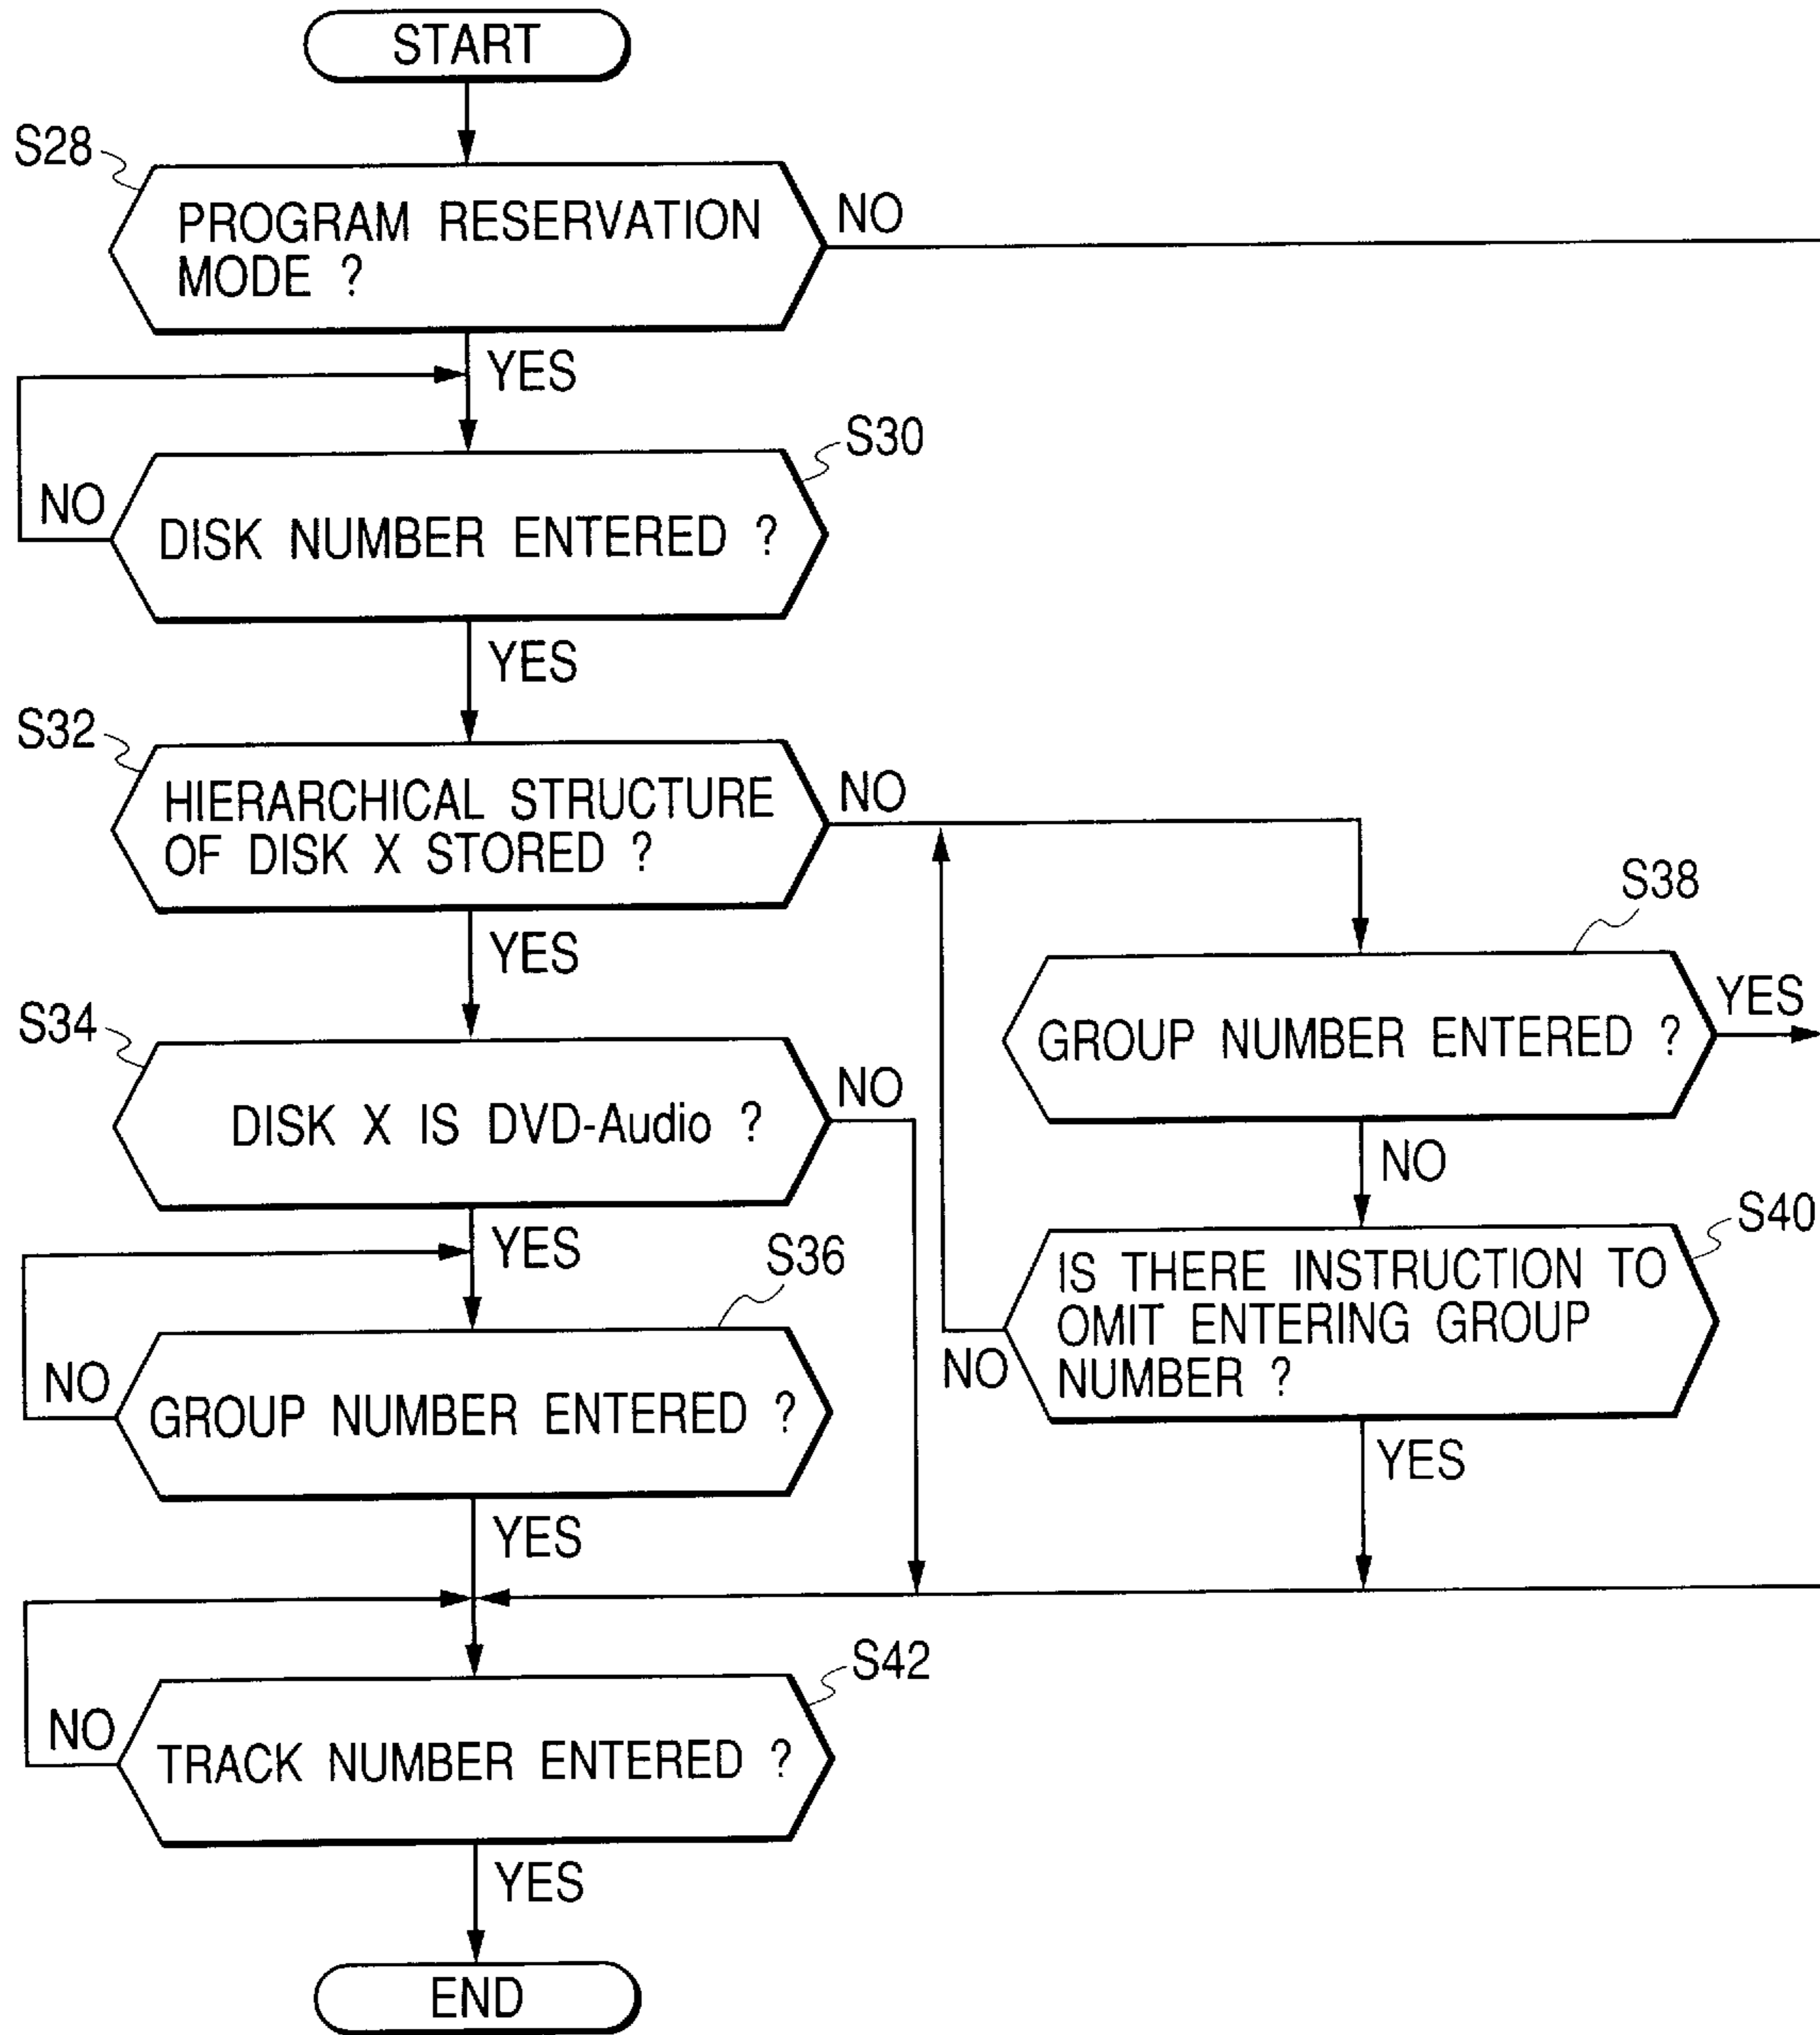 START
S28
PROGRAM RESERVATION
MODE ?
NO
YES
S30
NO
DISK NUMBER ENTERED ?
YES
S32
HIERARCHICAL STRUCTURE
OF DISK X STORED ?
NO
YES
S38
GROUP NUMBER ENTERED ?
YES
NO
S34
DISK X IS DVD-Audio ?
NO
YES
S40
IS THERE INSTRUCTION TO
OMIT ENTERING GROUP
NUMBER ?
NO
YES
S36
NO
GROUP NUMBER ENTERED ?
YES
S42
NO
TRACK NUMBER ENTERED ?
YES
END